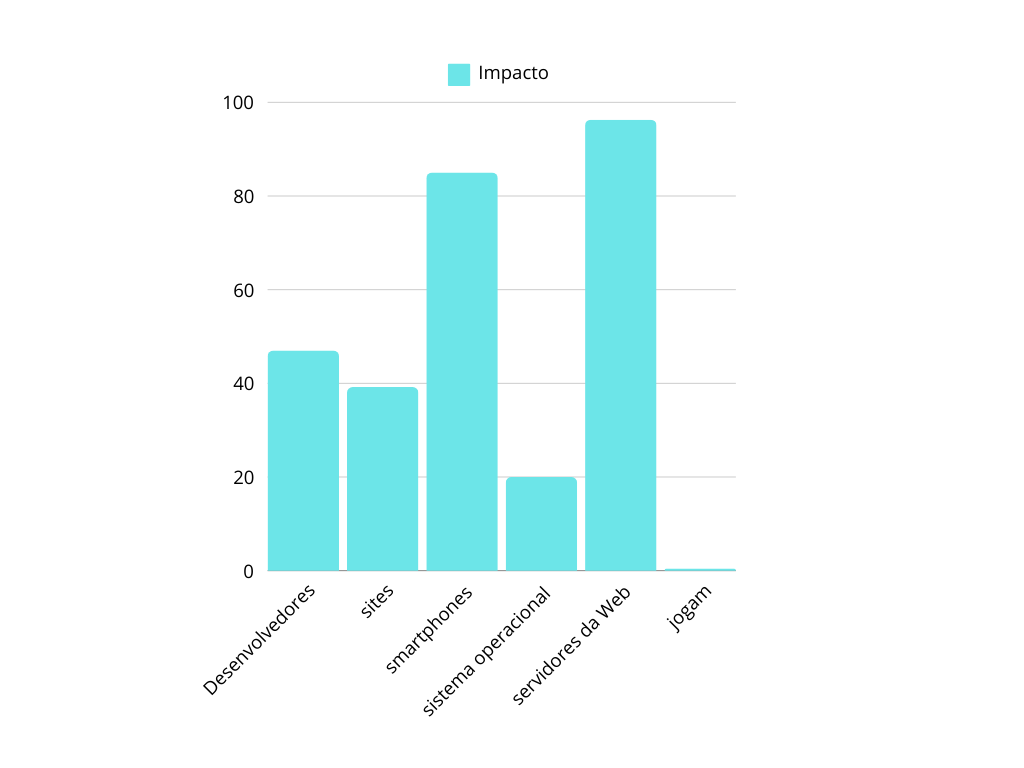 Impacto
100
80
60
40
20
0
Desenvolvedores
sites
smartphones
sistema operacional
servidores da Web
jogam